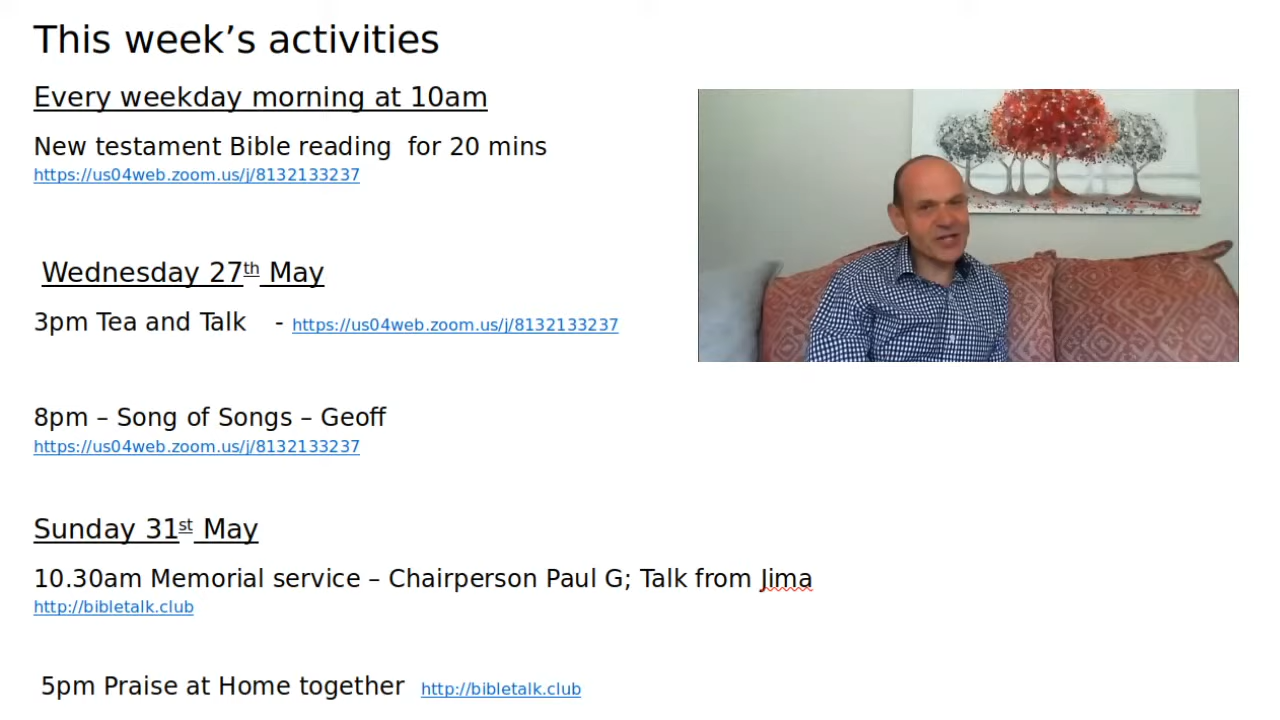 This week’s activities
Every weekday morning at 10am
New testament Bible reading  for 20 mins
https://us04web.zoom.us/j/8132133237
Wednesday 27th May
3pm Tea and Talk    - https://us04web.zoom.us/j/8132133237
8pm – Song of Songs – Geoff
https://us04web.zoom.us/j/8132133237
Sunday 31st May
10.30am Memorial service – Chairperson Paul G; Talk from Jima
http://bibletalk.club
5pm Praise at Home together  http://bibletalk.club